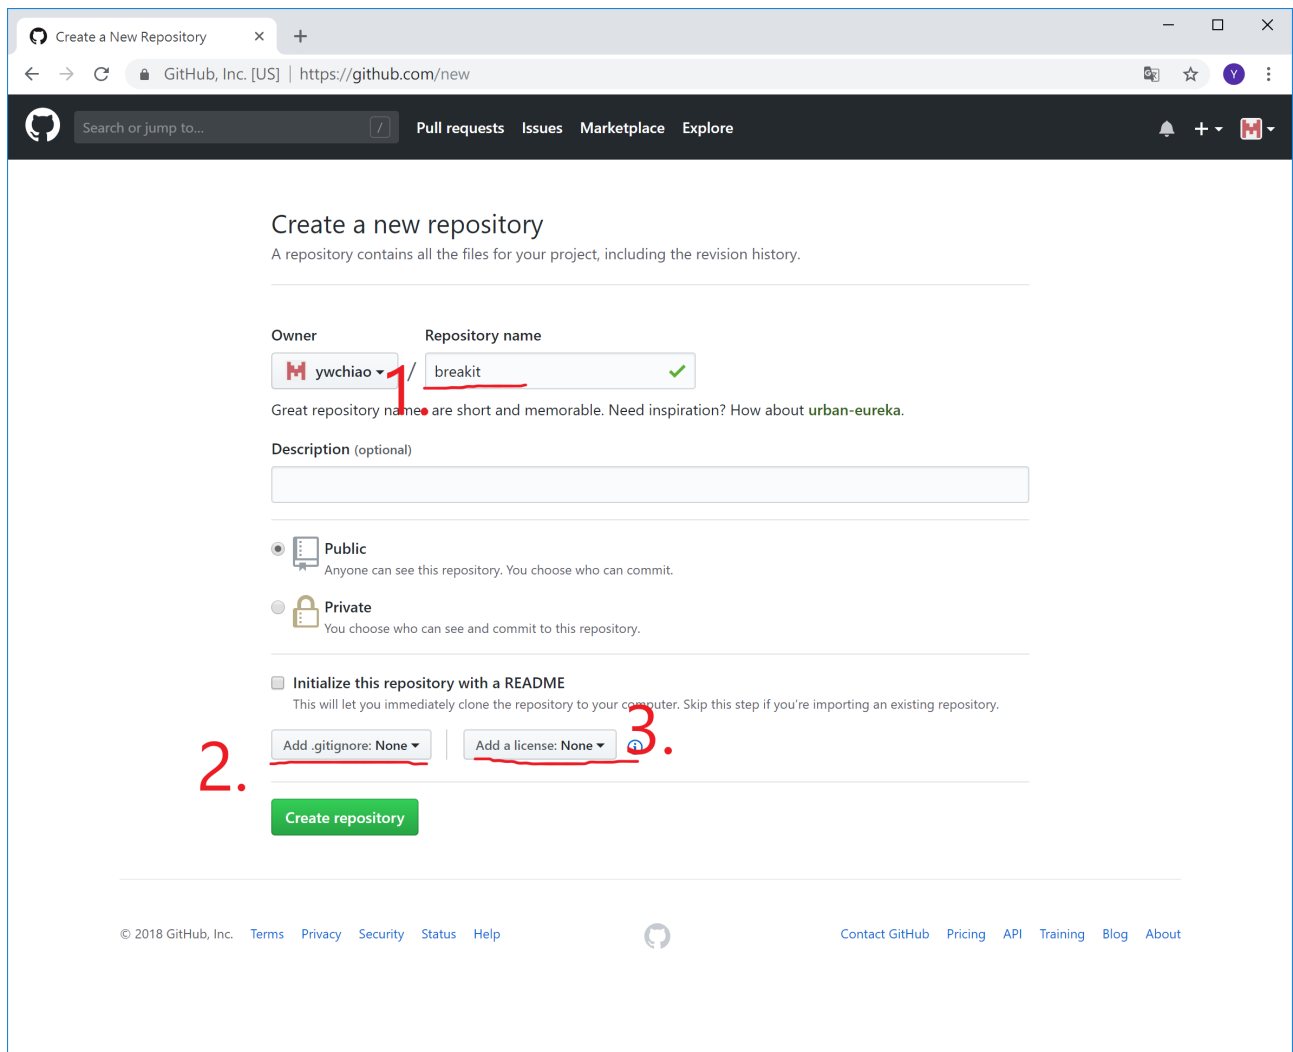 Create a New Repository
GitHub, Inc. [US] | https://github.com/new
Y
Search or jump to... /
Pull requests Issues Marketplace Explore
Create a new repository
A repository contains all the files for your project, including the revision history.
Owner Repository name
ywchiao / breakit
1.
Great repository names are short and memorable. Need inspiration? How about urban-eureka.
Description (optional)
Public
Anyone can see this repository. You choose who can commit.
Private
You choose who can see and commit to this repository.
Initialize this repository with a README
This will let you immediately clone the repository to your computer. Skip this step if you're importing an existing repository.
Add .gitignore: None Add a license: None
2. 3.
Create repository
© 2018 GitHub, Inc. Terms Privacy Security Status Help Contact GitHub Pricing API Training Blog About